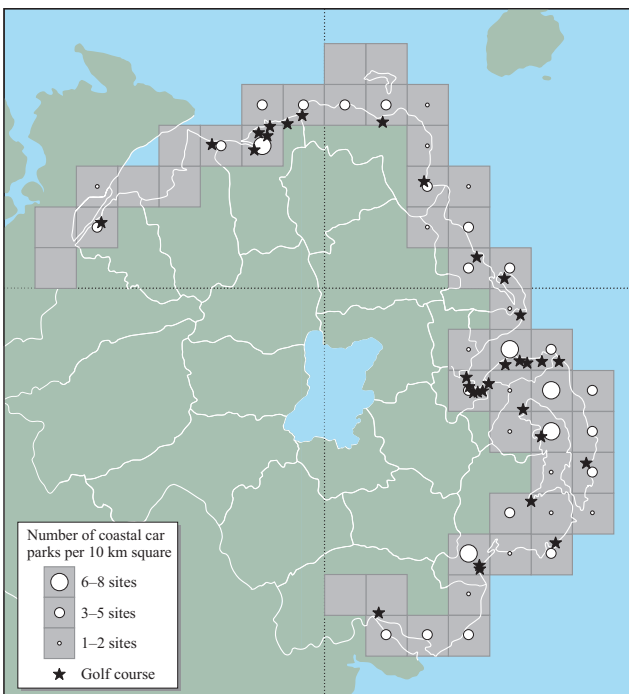 Number of coastal car
parks per 10 km square
6–8 sites
3–5 sites
1–2 sites
Golf course